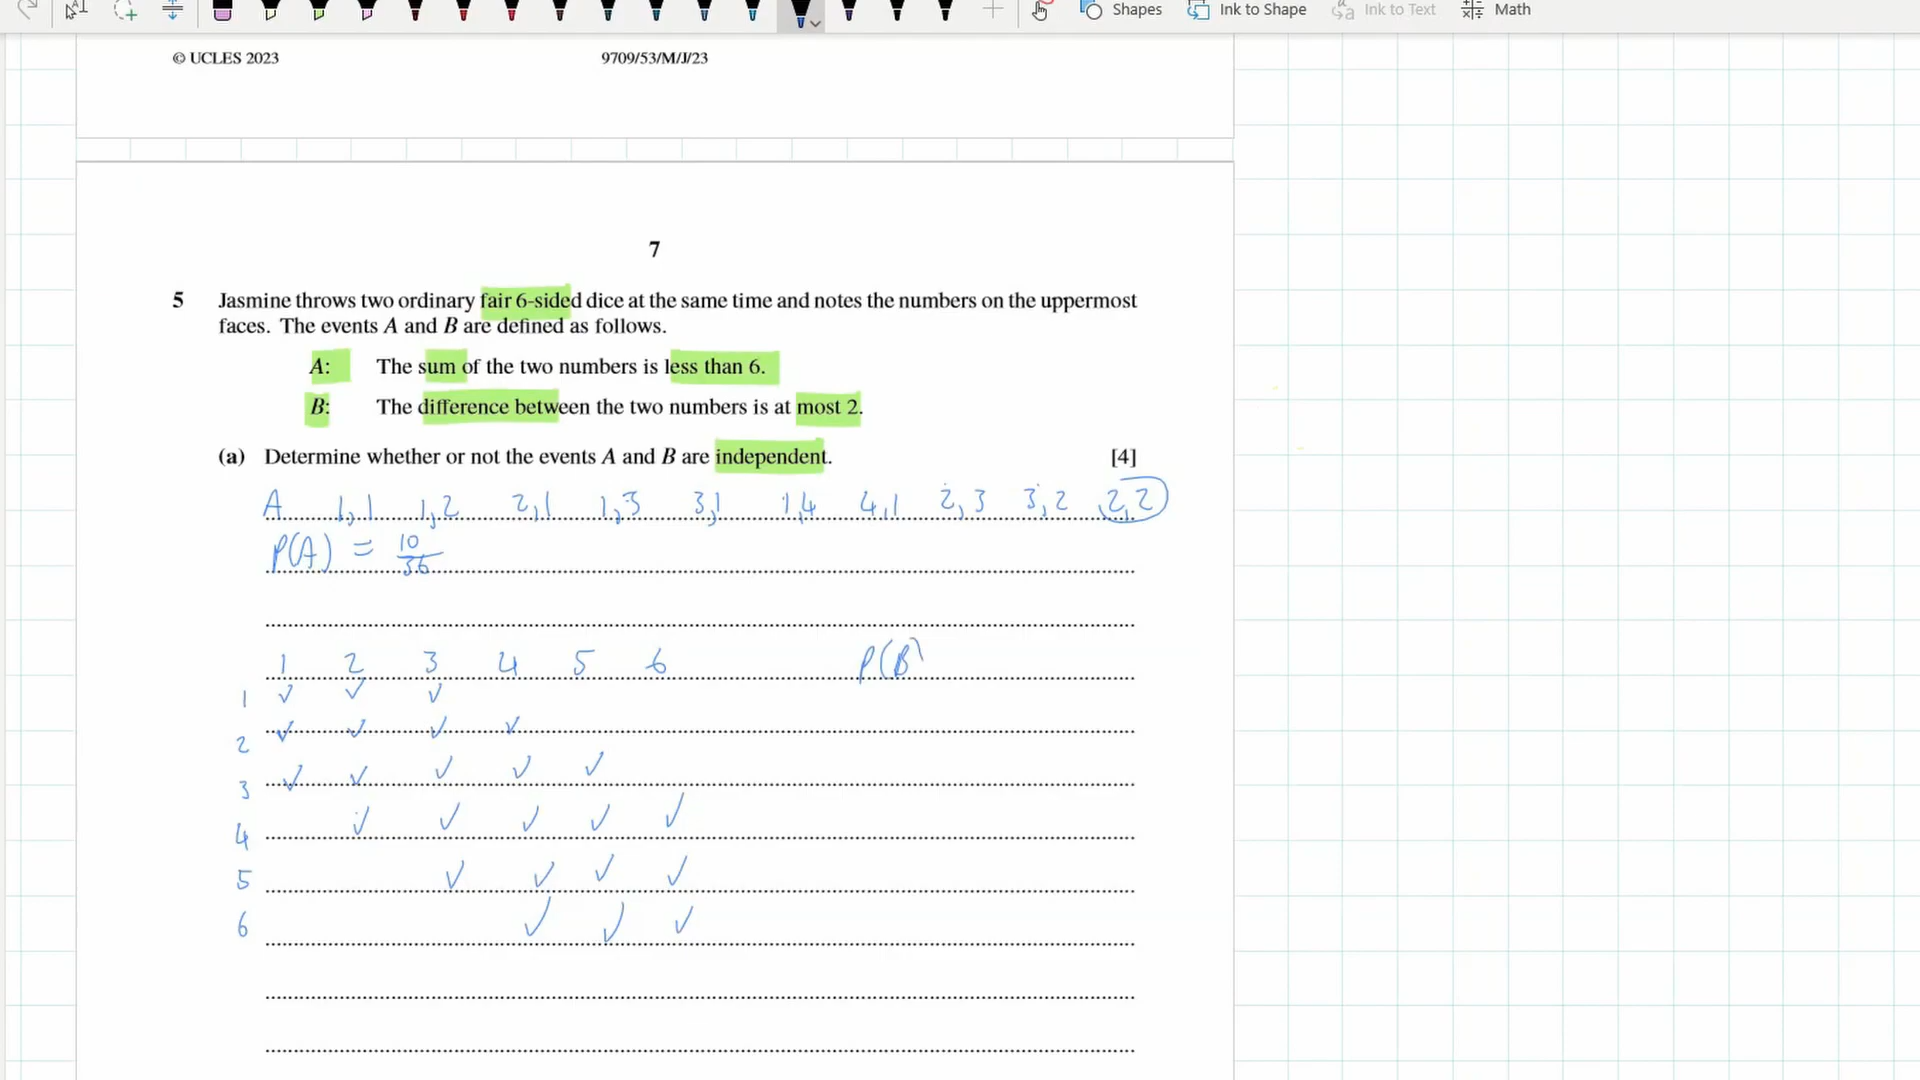 Shapes Ink to Shape Ink to Text Math
© UCLES 2023 9709/53/M/J/23
7
5 Jasmine throws two ordinary fair 6-sided dice at the same time and notes the numbers on the uppermost
faces. The events A and B are defined as follows.
A: The sum of the two numbers is less than 6.
B: The difference between the two numbers is at most 2.
(a) Determine whether or not the events A and B are independent. [4]
A 1,1 1,2 2,1 1,3 3,1 1,4 4,1 2,3 3,2 2,2
P(A) = 10/36
1 2 3 4 5 6 P(B)
1 ✓ ✓ ✓
2 ✓ ✓ ✓ ✓
3 ✓ ✓ ✓ ✓ ✓
4 ✓ ✓ ✓ ✓ ✓
5 ✓ ✓ ✓ ✓
6 ✓ ✓ ✓